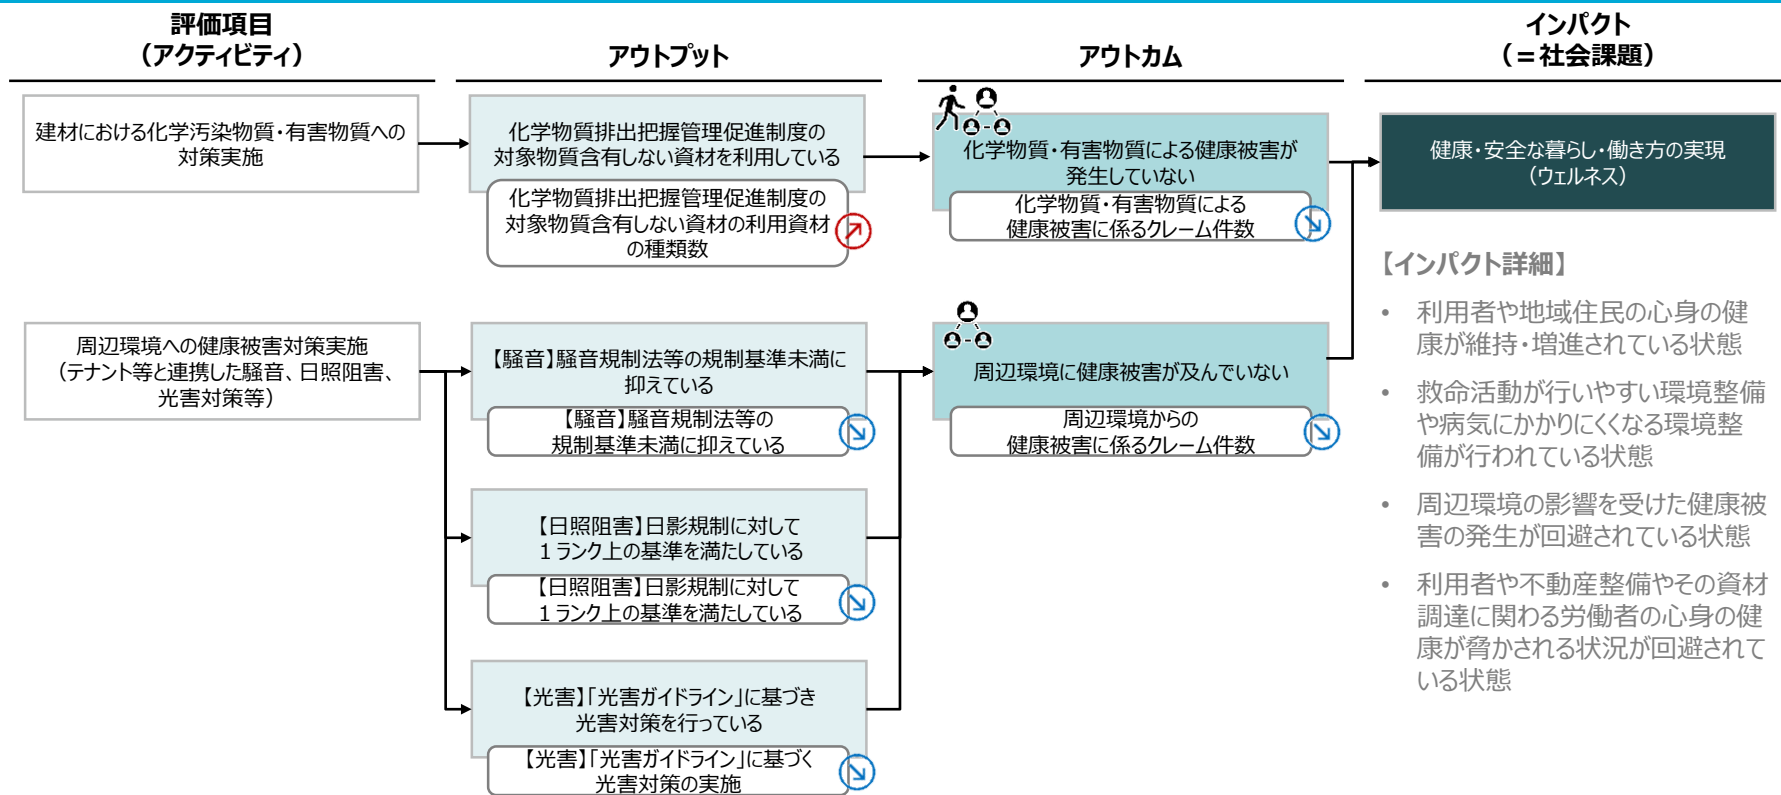 評価項目
（アクティビティ）
アウトプット
アウトカム
インパクト
（＝社会課題）
建材における化学汚染物質・有害物質への
対策実施
化学物質排出把握管理促進制度の
対象物質含有しない資材を利用している
化学物質排出把握管理促進制度の
対象物質含有しない資材の利用資材
の種類数
化学物質・有害物質による健康被害が
発生していない
化学物質・有害物質による
健康被害に係るクレーム件数
健康・安全な暮らし・働き方の実現
（ウェルネス）
周辺環境への健康被害対策実施
（テナント等と連携した騒音、日照阻害、
光害対策等）
【騒音】騒音規制法等の規制基準未満に
抑えている
【騒音】騒音規制法等の
規制基準未満に抑えている
【日照阻害】日影規制に対して
１ランク上の基準を満たしている
【日照阻害】日影規制に対して
１ランク上の基準を満たしている
【光害】「光害ガイドライン」に基づき
光害対策を行っている
【光害】「光害ガイドライン」に基づく
光害対策の実施
周辺環境に健康被害が及んでいない
周辺環境からの
健康被害に係るクレーム件数
【インパクト詳細】
• 利用者や地域住民の心身の健
康が維持・増進されている状態
• 救命活動が行いやすい環境整備
や病気にかかりにくくなる環境整
備が行われている状態
• 周辺環境の影響を受けた健康被
害の発生が回避されている状態
• 利用者や不動産整備やその資材
調達に関わる労働者の心身の健
康が脅かされる状況が回避されて
いる状態